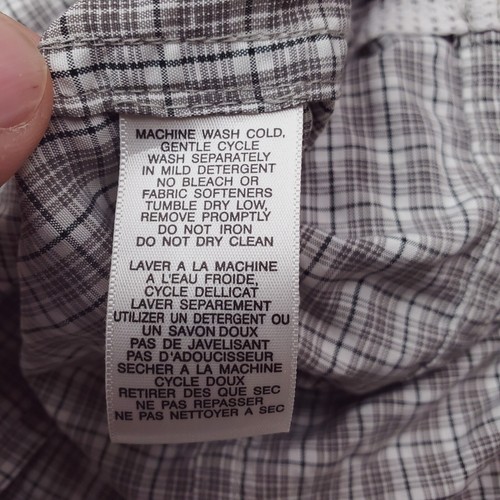 MACHINE WASH COLD,
GENTLE CYCLE
WASH SEPARATELY
IN MILD DETERGENT
NO BLEACH OR
FABRIC SOFTENERS
TUMBLE DRY LOW,
REMOVE PROMPTLY
DO NOT IRON
DO NOT DRY CLEAN
LAVER A LA MACHINE
A L'EAU FROIDE,
CYCLE DELLICAT
LAVER SEPAREMENT
UTILIZER UN DETERGENT OU
UN SAVON DOUX
PAS DE JAVELISANT
PAS D'ADOUCISSEUR
SECHER A LA MACHINE
CYCLE DOUX
RETIRER DES QUE SEC
NE PAS REPASSER
NE PAS NETTOYER A SEC